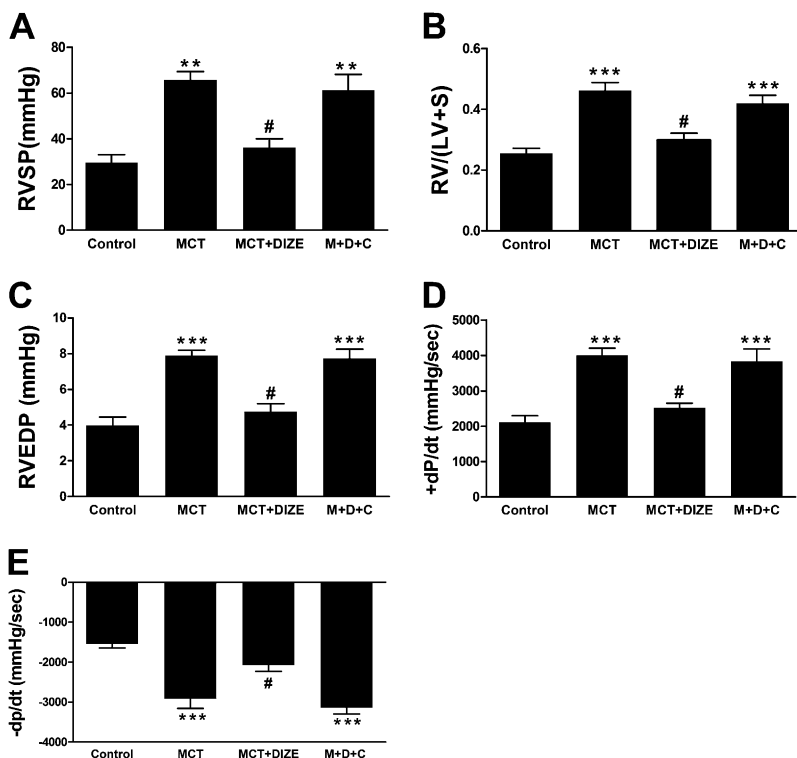 A
RVSP(mmHg)
80
60
40
20
0
**
#
**
Control MCT MCT+DIZE M+D+C
B
RV/(LV+S)
0.6
0.4
0.2
0.0
***
#
***
Control MCT MCT+DIZE M+D+C
C
RVEDP (mmHg)
10
8
6
4
2
0
***
#
***
Control MCT MCT+DIZE M+D+C
D
+dP/dt (mmHg/sec)
5000
4000
3000
2000
1000
0
***
#
***
Control MCT MCT+DIZE M+D+C
E
-dp/dt (mmHg/sec)
0
-1000
-2000
-3000
-4000
***
#
***
Control MCT MCT+DIZE M+D+C